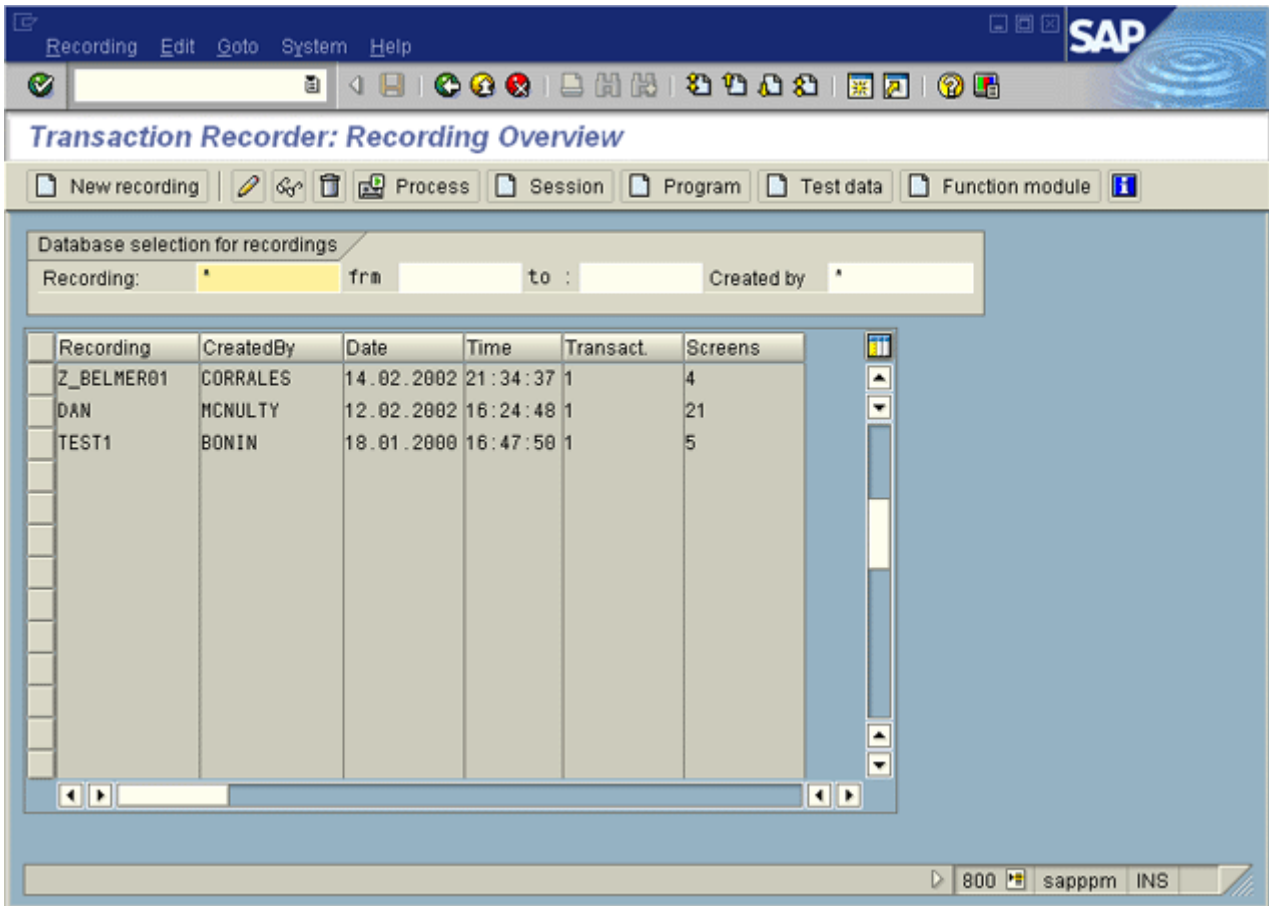 Recording Edit Goto System Help
SAP
Transaction Recorder: Recording Overview
New recording Process Session Program Test data Function module
Database selection for recordings
Recording: * frm to : Created by *
Recording CreatedBy Date Time Transact. Screens
Z_BELMER01 CORRALES 14.02.2002 21:34:37 1 4
DAN MCNULTY 12.02.2002 16:24:48 1 21
TEST1 BONIN 18.01.2000 16:47:50 1 5
800 sapppm INS